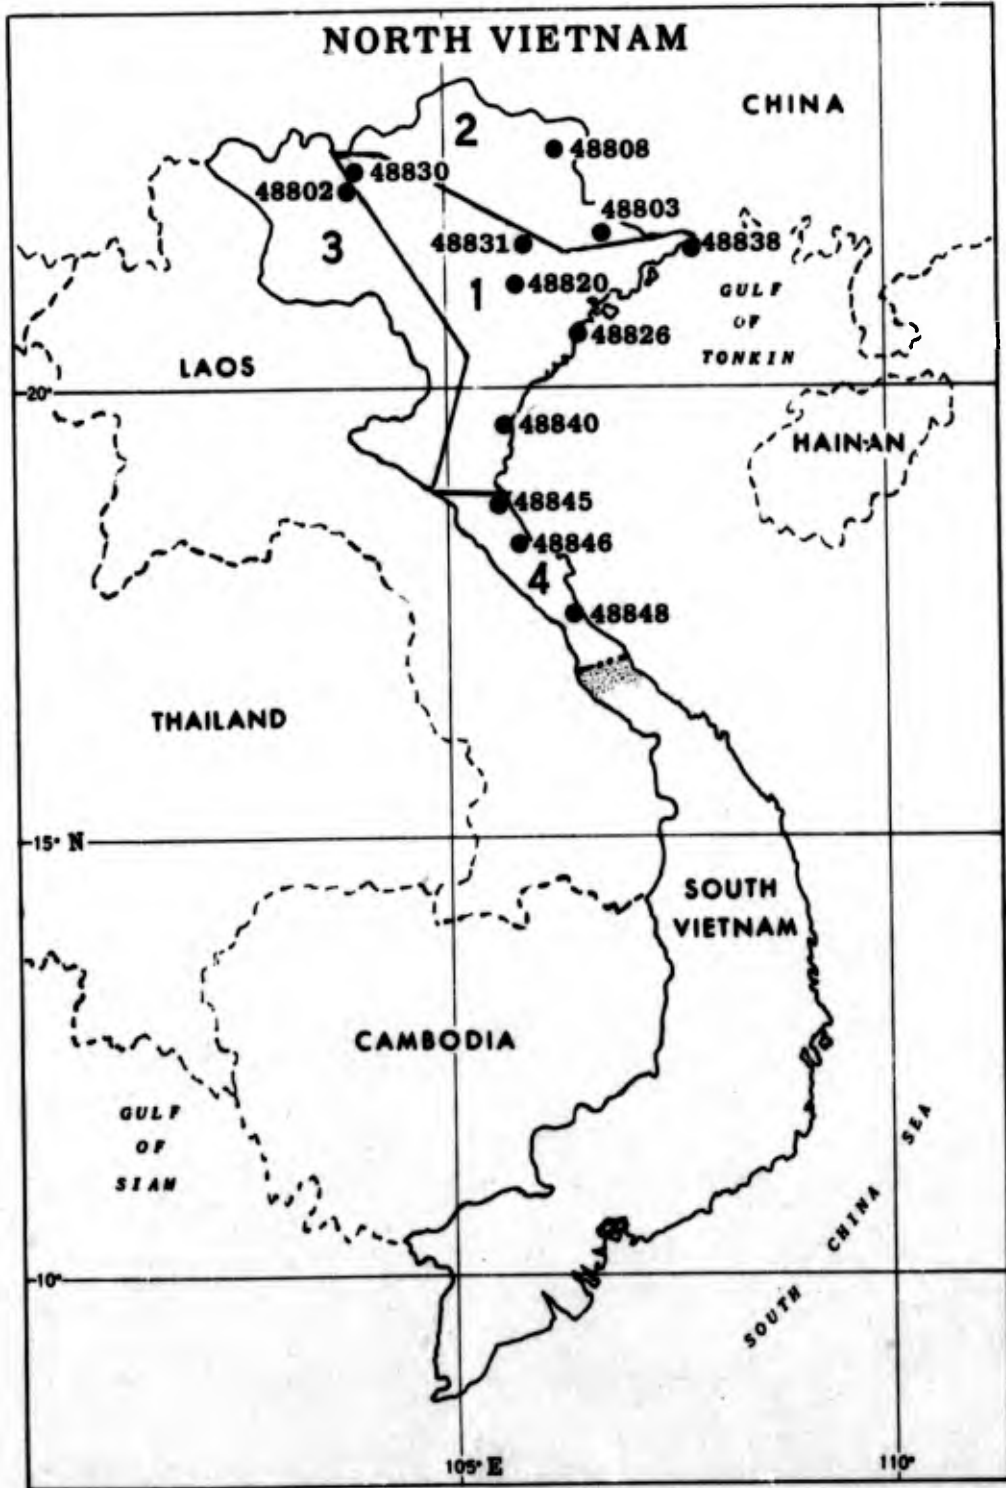 NORTH VIETNAM
CHINA
2
48808
48830
48802
48803
3
48831
48838
1
48820
GULF
OF
TONKIN
48826
LAOS
20°
48840
HAINAN
48845
48846
4
48848
THAILAND
15° N
SOUTH
VIETNAM
CAMBODIA
GULF
OF
SIAM
SOUTH CHINA SEA
10°
105° E
110°